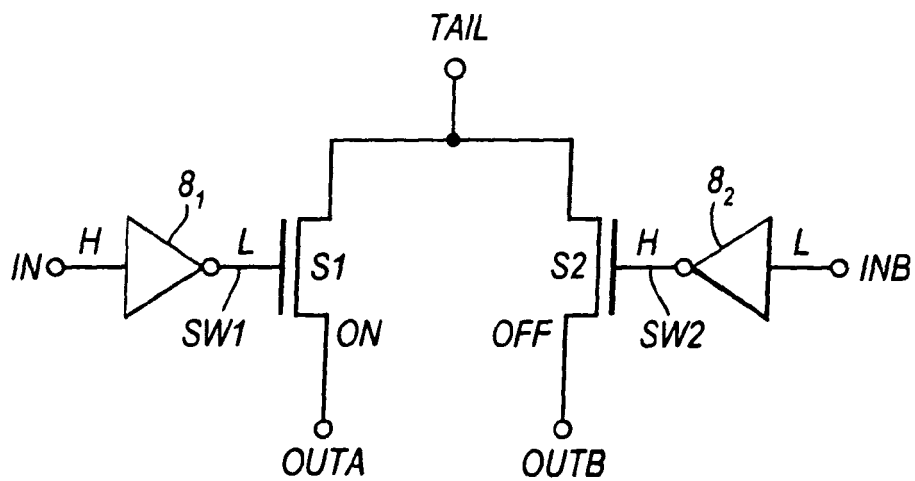 TAIL
8₁
8₂
H
L
H
L
IN
S1
S2
INB
SW1
ON
OFF
SW2
OUTA
OUTB